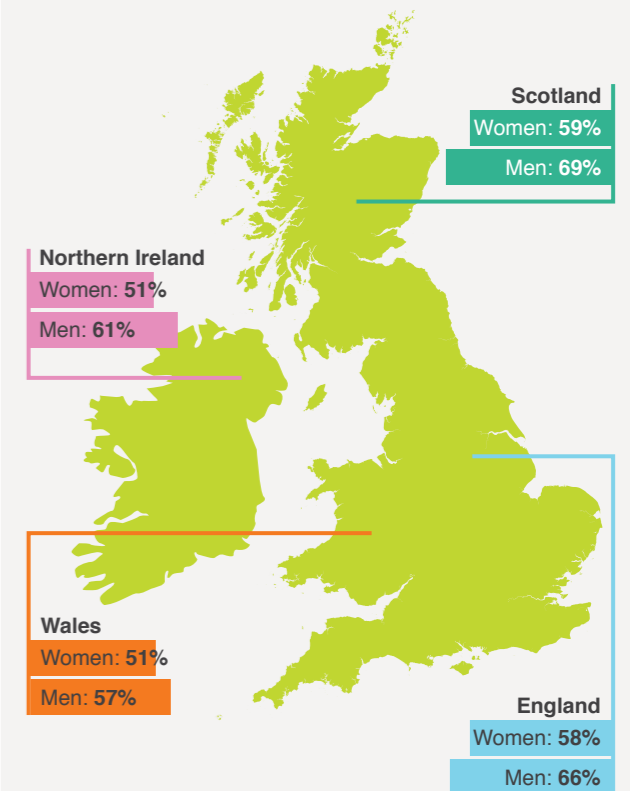 Scotland
Women: 59%
Men: 69%
Northern Ireland
Women: 51%
Men: 61%
Wales
Women: 51%
Men: 57%
England
Women: 58%
Men: 66%